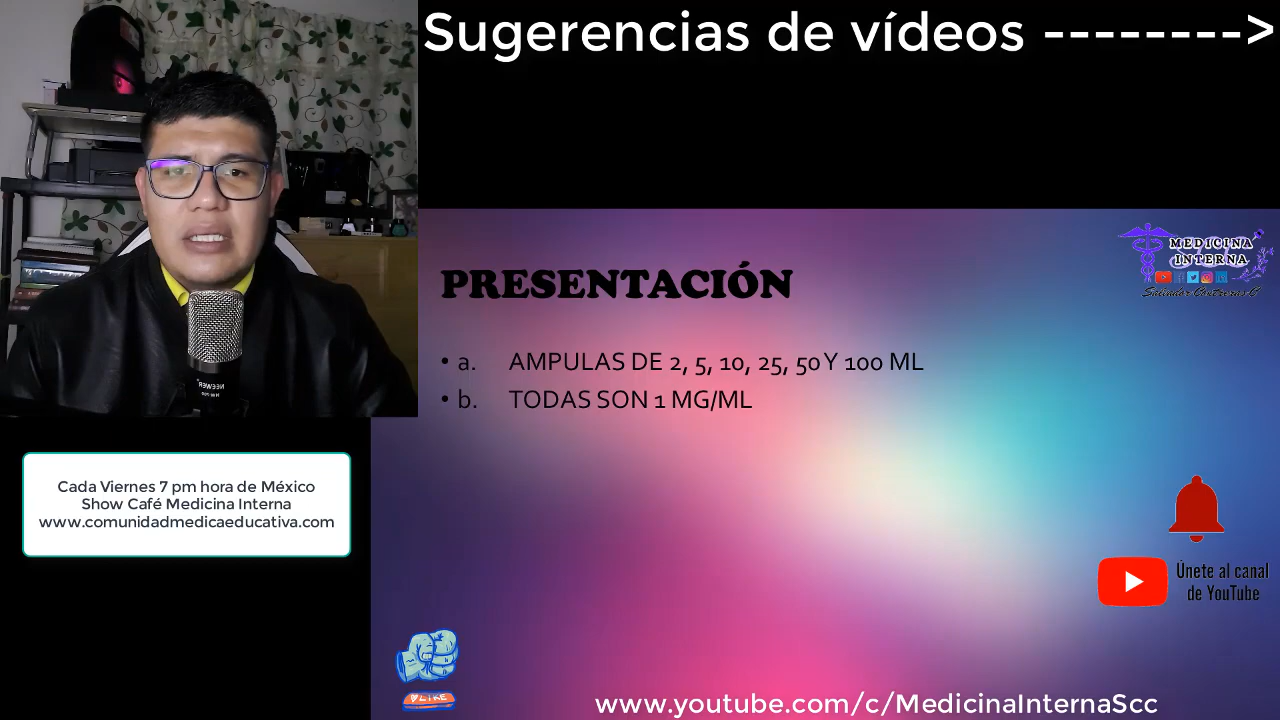 Sugerencias de vídeos -------->
MEDICINA
INTERNA
PRESENTACIÓN
• a. AMPULAS DE 2, 5, 10, 25, 50 Y 100 ML
• b. TODAS SON 1 MG/ML
NEEWER
Cada Viernes 7 pm hora de México
Show Café Medicina Interna
www.comunidadmedicaeducativa.com
Únete al canal
de YouTube
LIKE
www.youtube.com/c/MedicinaInternaScc